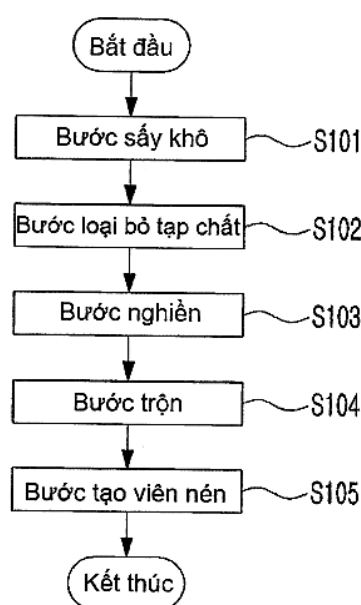 Bắt đầu
Bước sấy khô S101
Bước loại bỏ tạp chất S102
Bước nghiền S103
Bước trộn S104
Bước tạo viên nén S105
Kết thúc